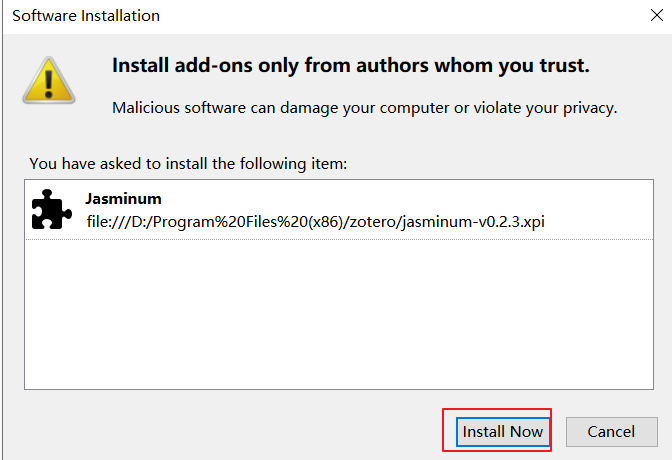 Software Installation
Install add-ons only from authors whom you trust.
Malicious software can damage your computer or violate your privacy.
You have asked to install the following item:
Jasminum
file:///D:/Program%20Files%20(x86)/zotero/jasminum-v0.2.3.xpi
Install Now
Cancel